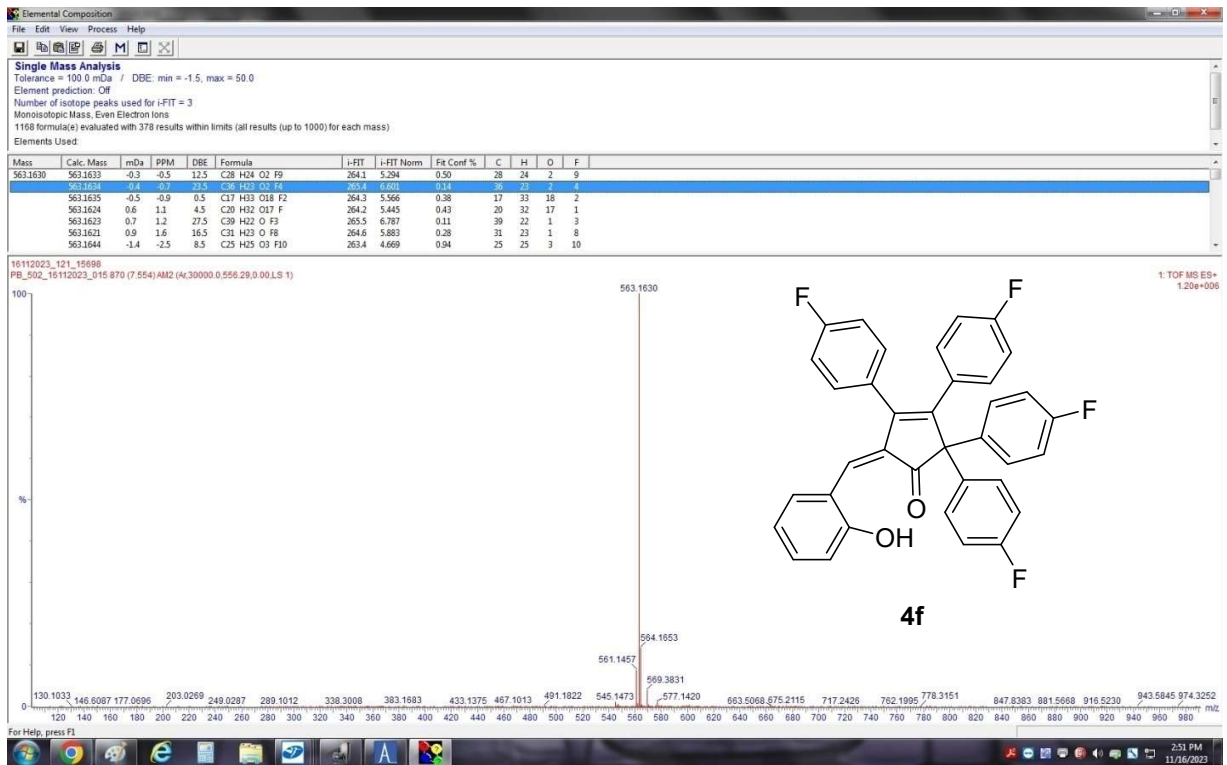 Elemental Composition
File Edit View Process Help
Single Mass Analysis
Tolerance = 100.0 mDa / DBE: min = -1.5, max = 50.0
Element prediction: Off
Number of isotope peaks used for i-FIT = 3
Monoisotopic Mass, Even Electron Ions
1168 formula(e) evaluated with 378 results within limits (all results (up to 1000) for each mass)
Elements Used:
Mass Calc. Mass mDa PPM DBE Formula i-FIT i-FIT Norm Fit Conf % C H O F
563.1630 563.1633 -0.3 -0.5 12.5 C28 H24 O2 F9 264.1 5.294 0.50 28 24 2 9
563.1634 -0.4 -0.7 23.5 C36 H23 O2 F4 265.4 6.601 0.14 36 23 2 4
563.1635 -0.5 -0.9 0.5 C17 H33 O18 F2 264.3 5.566 0.38 17 33 18 2
563.1624 0.6 1.1 4.5 C20 H32 O17 F 264.2 5.445 0.43 20 32 17 1
563.1623 0.7 1.2 27.5 C39 H22 O F3 265.5 6.787 0.11 39 22 1 3
563.1621 0.9 1.6 16.5 C31 H23 O F8 264.6 5.883 0.28 31 23 1 8
563.1644 -1.4 -2.5 8.5 C25 H25 O3 F10 263.4 4.669 0.94 25 25 3 10
16112023_121_15698
PB_502_16112023_015 870 (7.554) AM2 (Ar,30000.0,556.29,0.00,LS 1)
1: TOF MS ES+
1.20e+006
100
%
0
563.1630
564.1653
561.1457
569.3831
130.1033 146.6087 177.0696 203.0269 249.0287 289.1012 338.3008 383.1683 433.1375 467.1013 491.1822 545.1473 577.1420 663.5068 675.2115 717.2426 762.1995 778.3151 847.8383 881.5668 916.5230 943.5845 974.3252
120 140 160 180 200 220 240 260 280 300 320 340 360 380 400 420 440 460 480 500 520 540 560 580 600 620 640 660 680 700 720 740 760 780 800 820 840 860 880 900 920 940 960 980 m/z
F
F
F
O
OH
F
4f
For Help, press F1
2:51 PM
11/16/2023